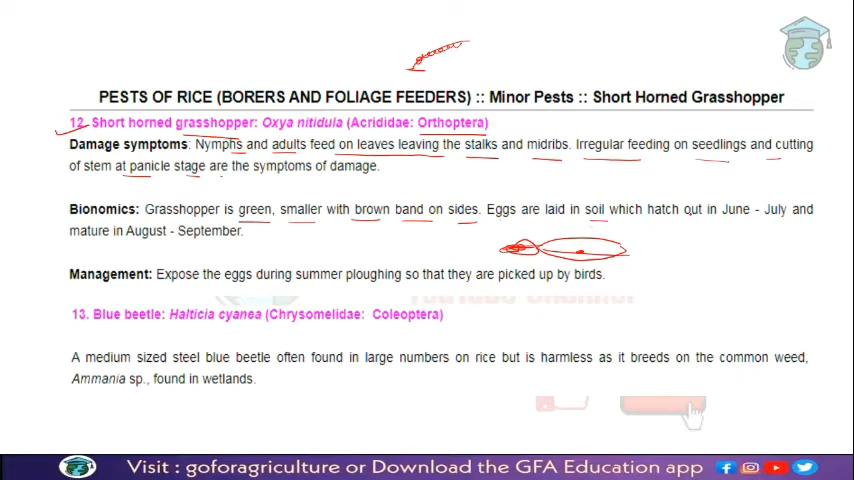 PESTS OF RICE (BORERS AND FOLIAGE FEEDERS) :: Minor Pests :: Short Horned Grasshopper
12. Short horned grasshopper: Oxya nitidula (Acrididae: Orthoptera)
Damage symptoms: Nymphs and adults feed on leaves leaving the stalks and midribs. Irregular feeding on seedlings and cutting
of stem at panicle stage are the symptoms of damage.
Bionomics: Grasshopper is green, smaller with brown band on sides. Eggs are laid in soil which hatch out in June - July and
mature in August - September.
Management: Expose the eggs during summer ploughing so that they are picked up by birds.
13. Blue beetle: Halticia cyanea (Chrysomelidae: Coleoptera)
A medium sized steel blue beetle often found in large numbers on rice but is harmless as it breeds on the common weed,
Ammania sp., found in wetlands.
Visit : goforagriculture or Download the GFA Education app